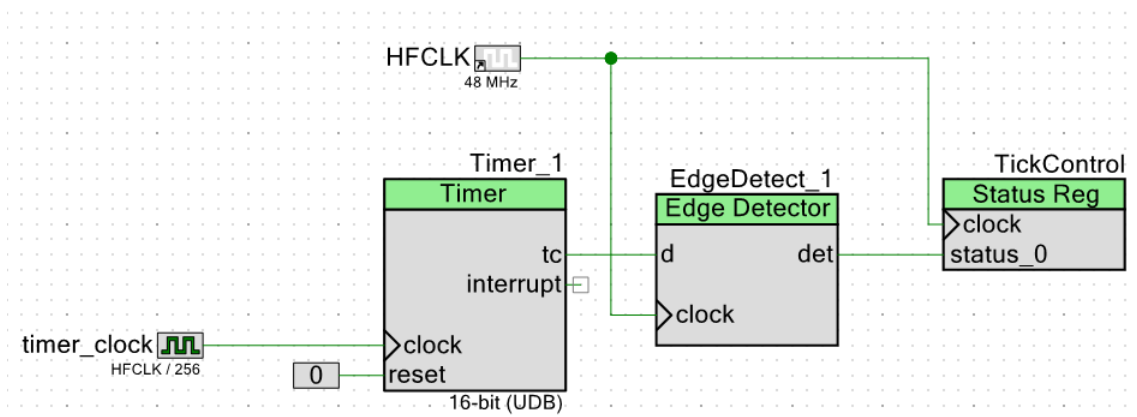 HFCLK
48 MHz
Timer_1
Timer
tc
interrupt
clock
reset
16-bit (UDB)
timer_clock
HFCLK / 256
0
EdgeDetect_1
Edge Detector
d
det
clock
TickControl
Status Reg
clock
status_0